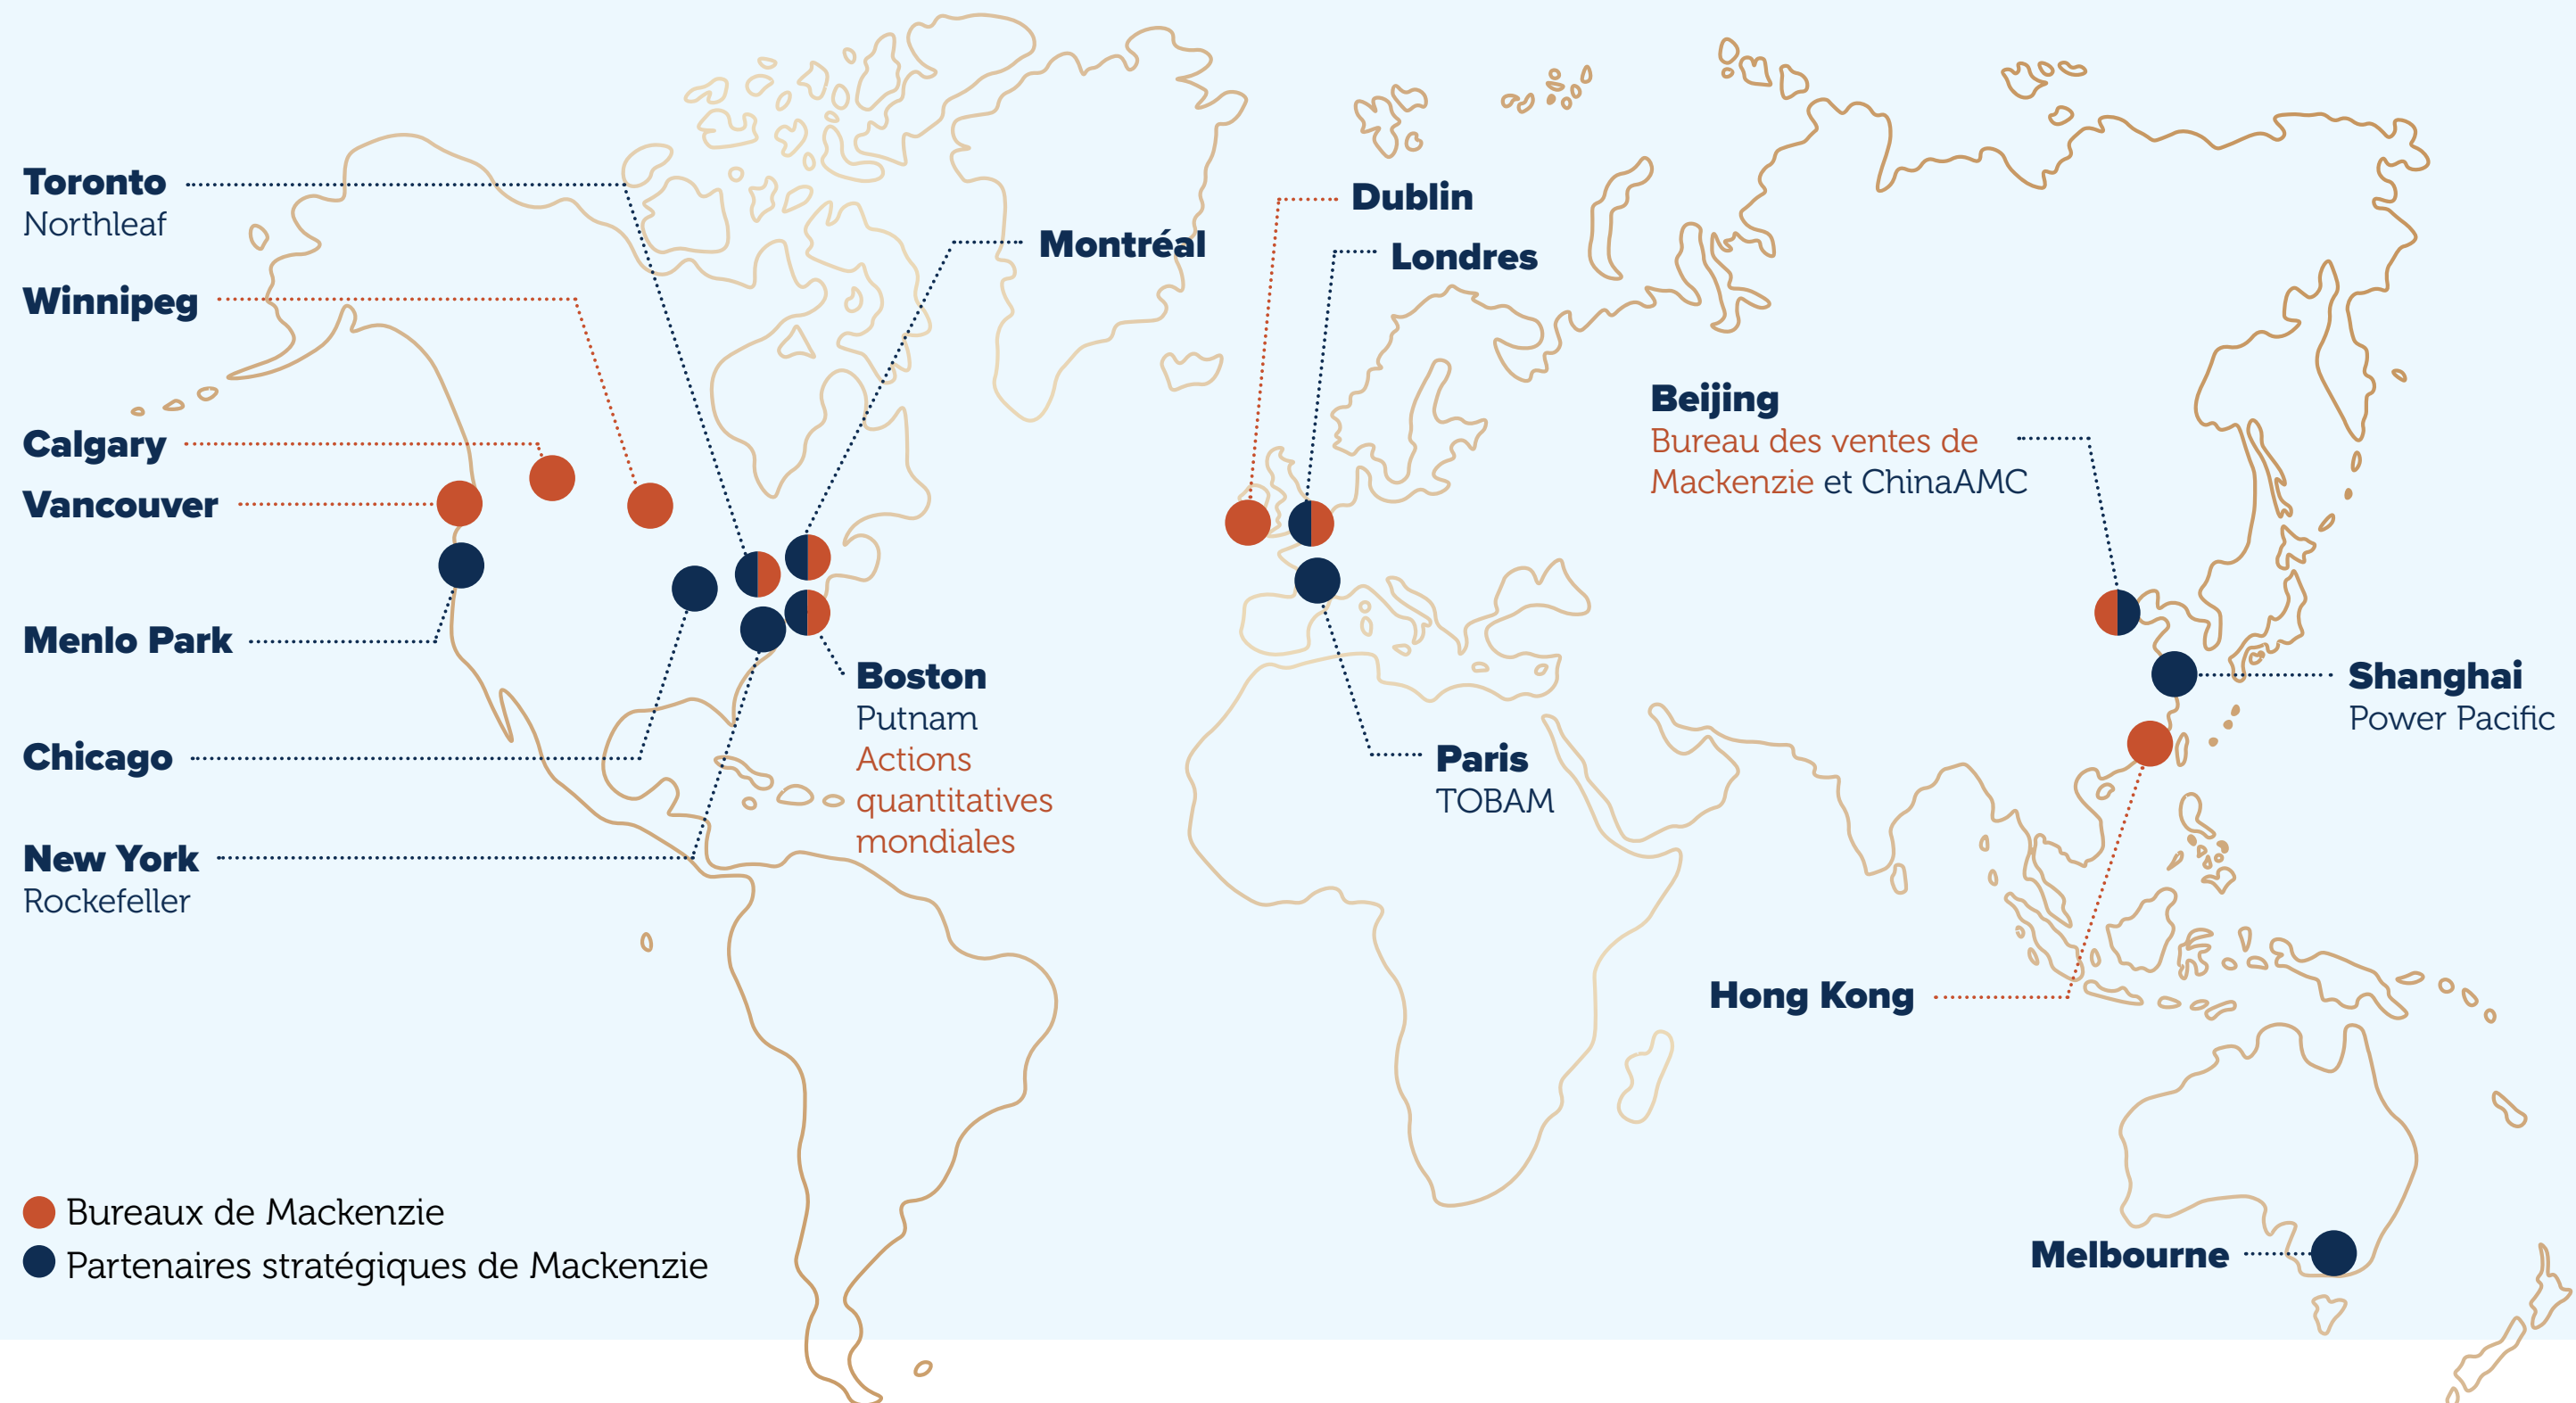 Toronto
Northleaf
Winnipeg
Calgary
Vancouver
Menlo Park
Chicago
New York
Rockefeller
Montréal
Boston
Putnam
Actions
quantitatives
mondiales
Dublin
Londres
Paris
TOBAM
Beijing
Bureau des ventes de
Mackenzie et ChinaAMC
Shanghai
Power Pacific
Hong Kong
Melbourne
Bureaux de Mackenzie
Partenaires stratégiques de Mackenzie